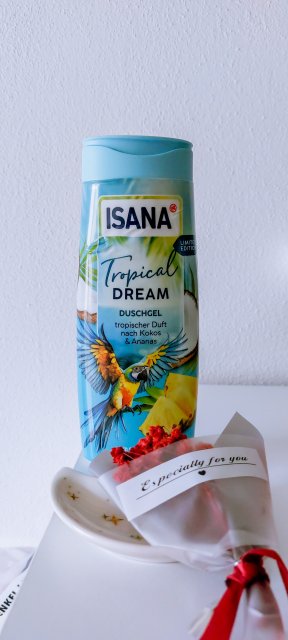 ISANA
LIMITED
EDITION
Tropical
DREAM
DUSCHGEL
tropischer Duft
nach Kokos
& Ananas
Especially for you